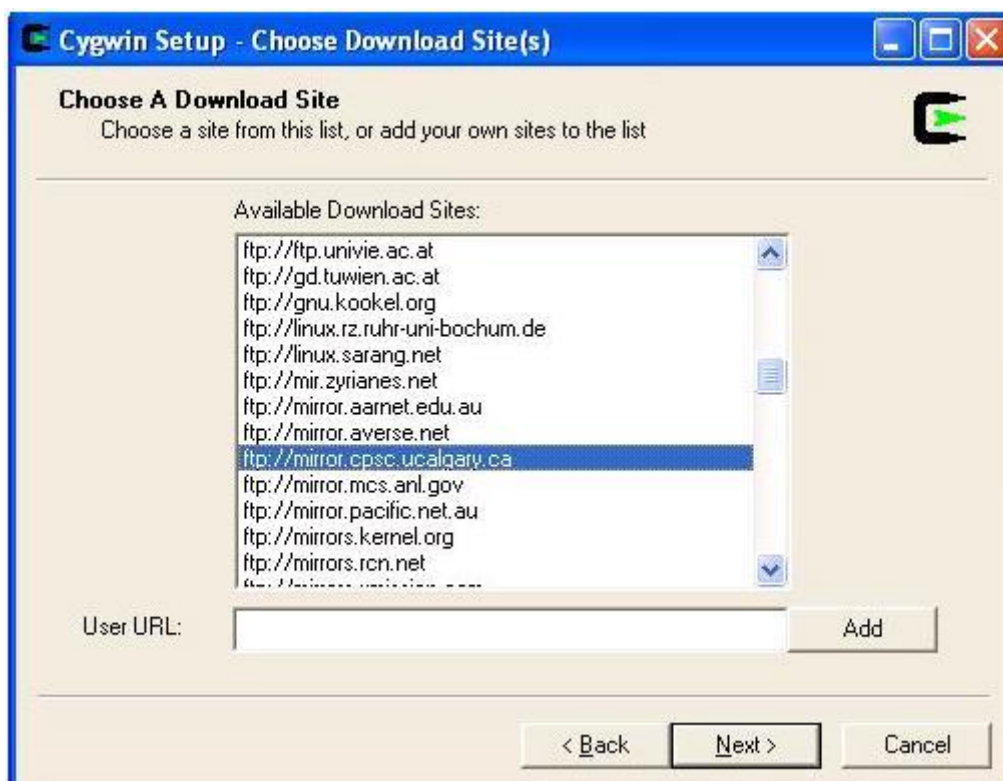 Cygwin Setup - Choose Download Site(s)
Choose A Download Site
Choose a site from this list, or add your own sites to the list
Available Download Sites:
ftp://ftp.univie.ac.at
ftp://gd.tuwien.ac.at
ftp://gnu.kookel.org
ftp://linux.rz.ruhr-uni-bochum.de
ftp://linux.sarang.net
ftp://mir.zyrianes.net
ftp://mirror.aarnet.edu.au
ftp://mirror.averse.net
ftp://mirror.cpsc.ucalgary.ca
ftp://mirror.mcs.anl.gov
ftp://mirror.pacific.net.au
ftp://mirrors.kernel.org
ftp://mirrors.rcn.net
User URL:
Add
< Back
Next >
Cancel